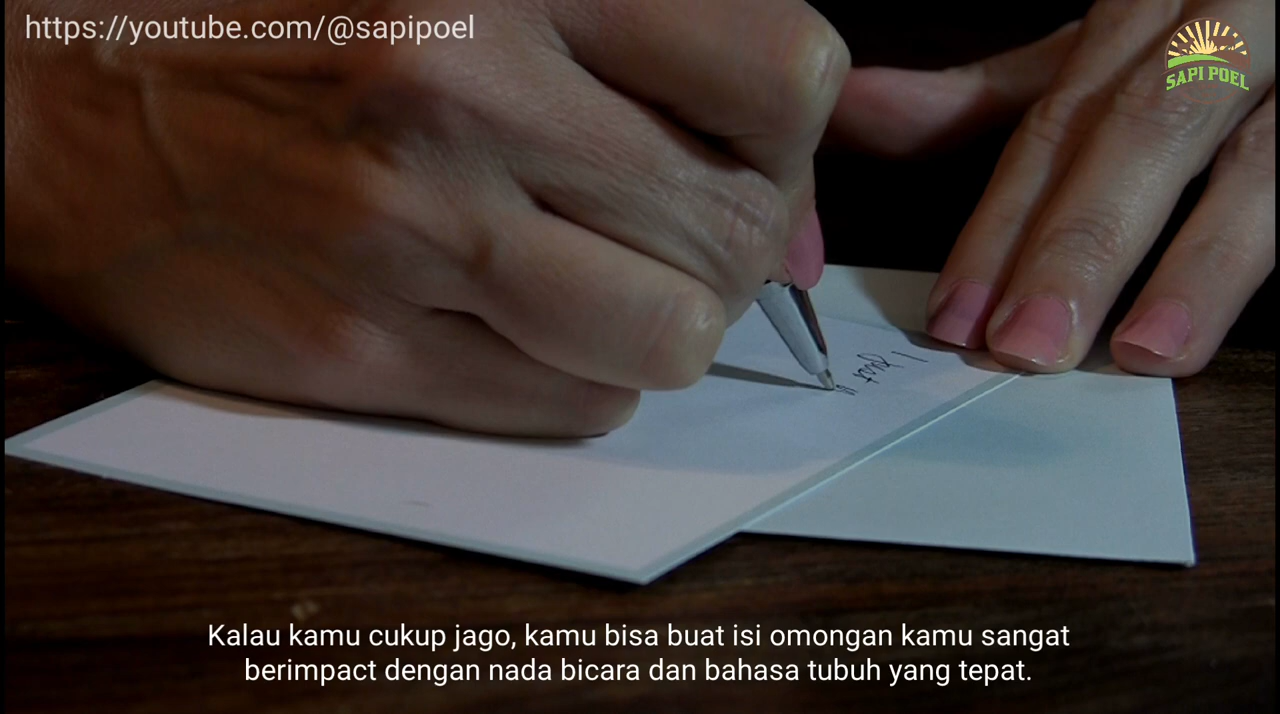 https://youtube.com/@sapipoel
SAPI POEL
I just
Kalau kamu cukup jago, kamu bisa buat isi omongan kamu sangat
berimpact dengan nada bicara dan bahasa tubuh yang tepat.